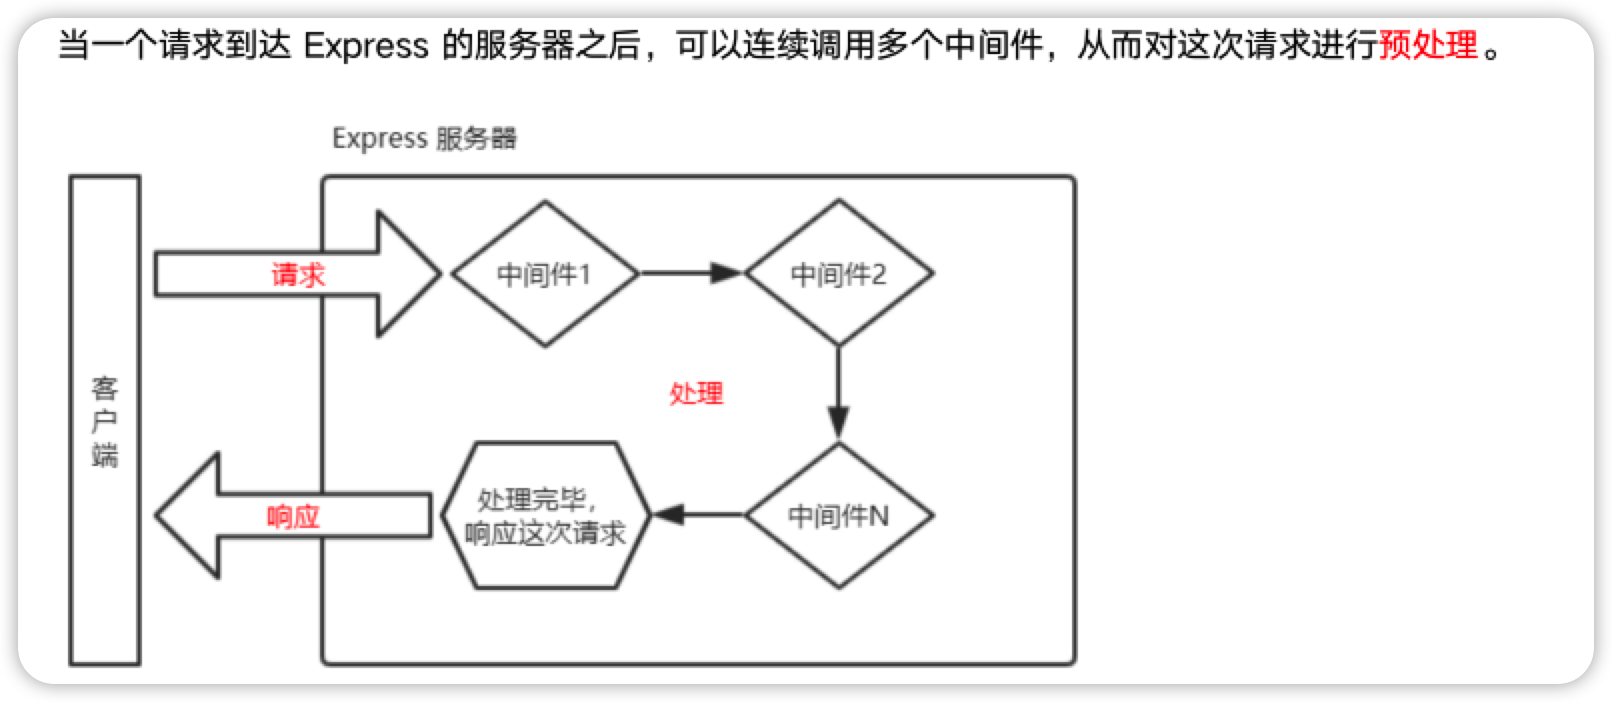 当一个请求到达 Express 的服务器之后，可以连续调用多个中间件，从而对这次请求进行预处理。
Express 服务器
请求
中间件1
中间件2
客
户
端
处理
响应
处理完毕，
响应这次请求
中间件N